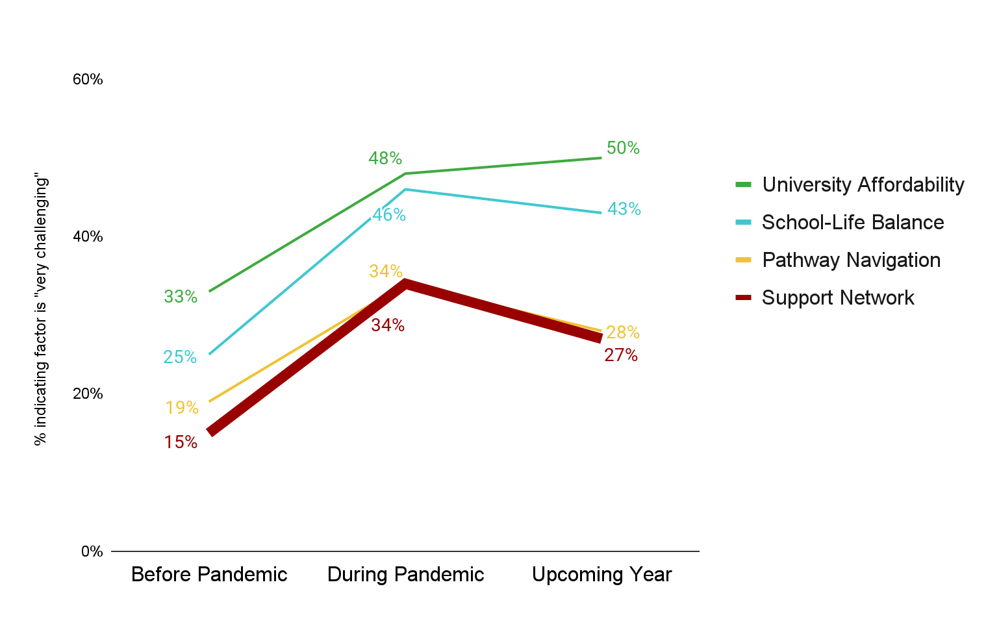 60%
40%
20%
0%
% indicating factor is "very challenging"
33%
48%
50%
25%
46%
43%
19%
34%
28%
15%
34%
27%
Before Pandemic
During Pandemic
Upcoming Year
University Affordability
School-Life Balance
Pathway Navigation
Support Network